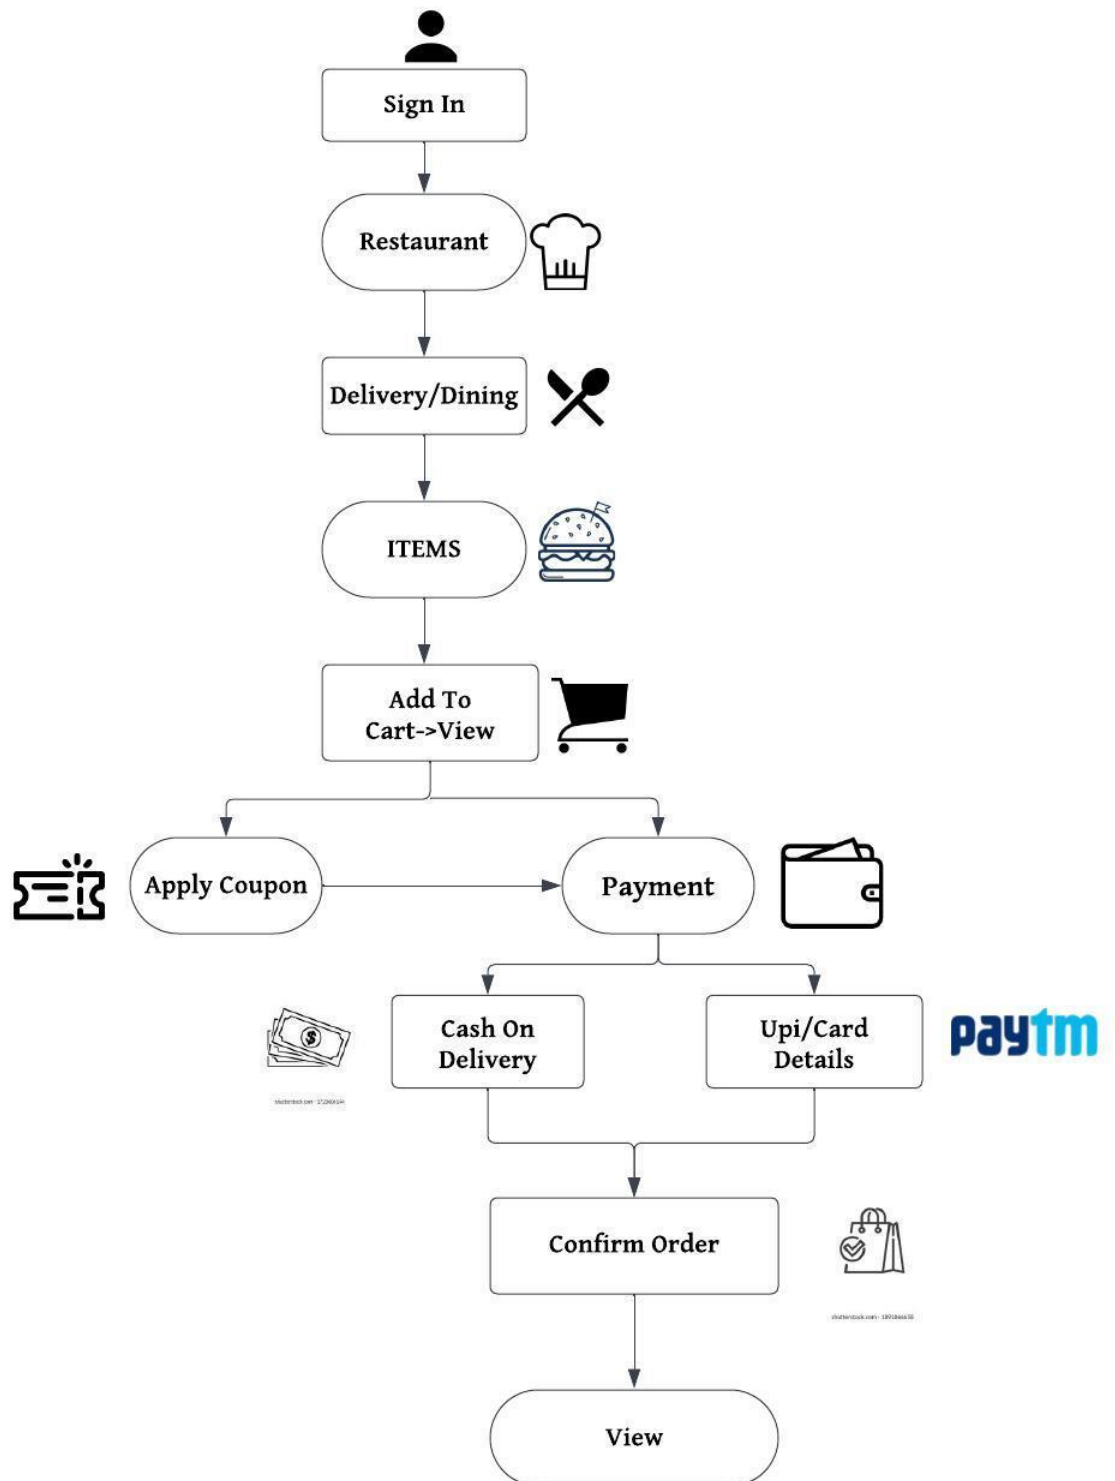 Sign In
Restaurant
Delivery/Dining
ITEMS
Add To
Cart->View
Apply Coupon
Payment
Cash On
Delivery
Upi/Card
Details
paytm
Confirm Order
View